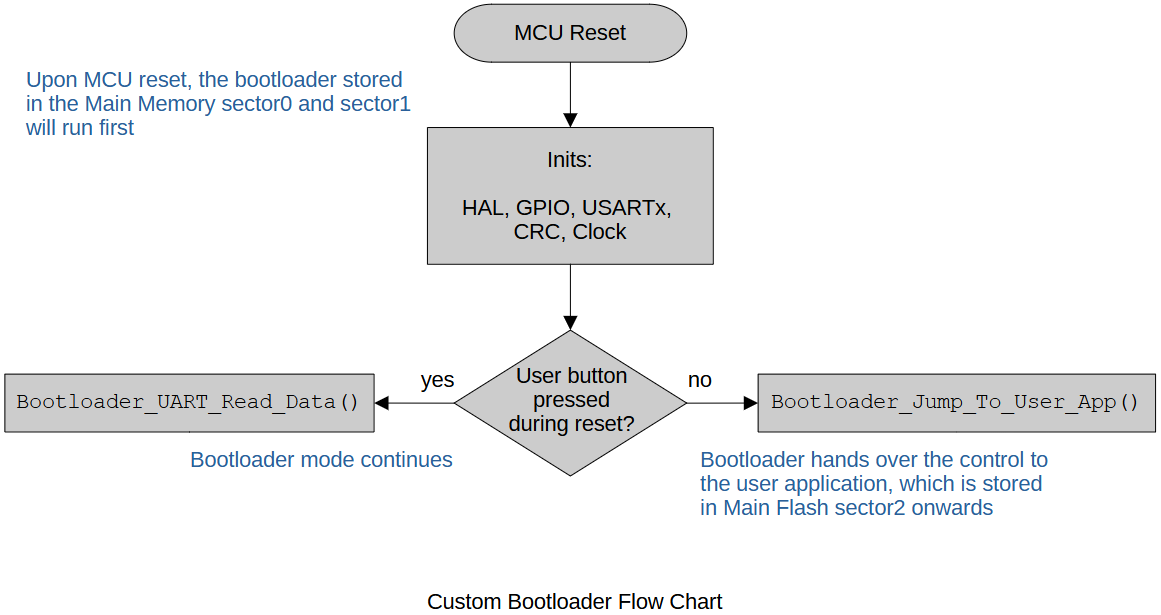 MCU Reset
Upon MCU reset, the bootloader stored
in the Main Memory sector0 and sector1
will run first
Inits:
HAL, GPIO, USARTx,
CRC, Clock
User button
pressed
during reset?
yes
no
Bootloader_UART_Read_Data()
Bootloader_Jump_To_User_App()
Bootloader mode continues
Bootloader hands over the control to
the user application, which is stored
in Main Flash sector2 onwards
Custom Bootloader Flow Chart